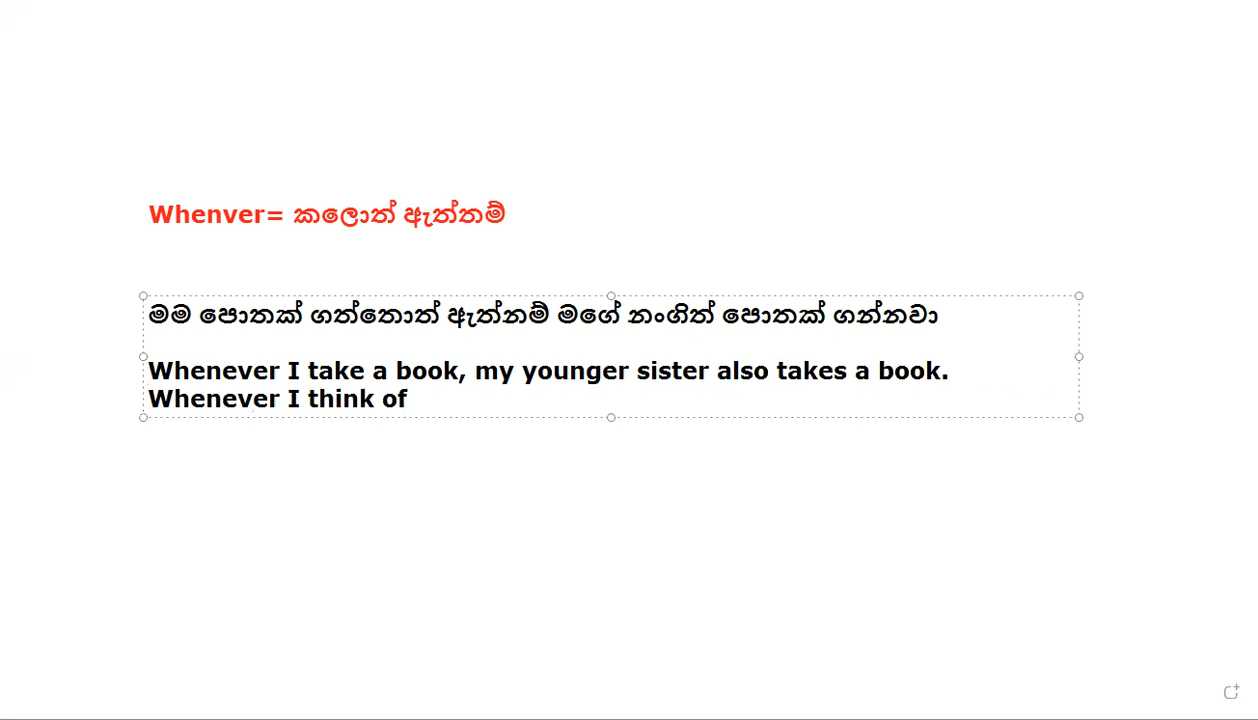 Whenver= කලොත් ඇත්තම්
මම පොතක් ගත්තොත් ඇත්නම් මගේ නංගිත් පොතක් ගන්නවා
Whenever I take a book, my younger sister also takes a book.
Whenever I think of